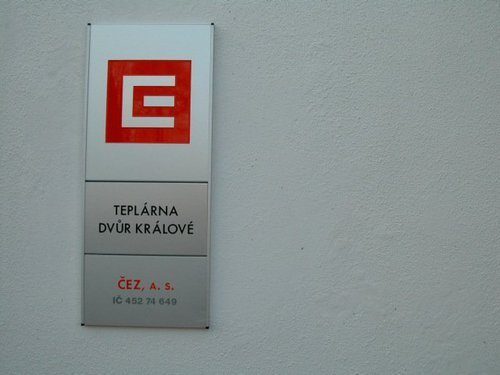 TEPLÁRNA
DVŮR KRÁLOVÉ
ČEZ, A. S.
IČ 452 74 649